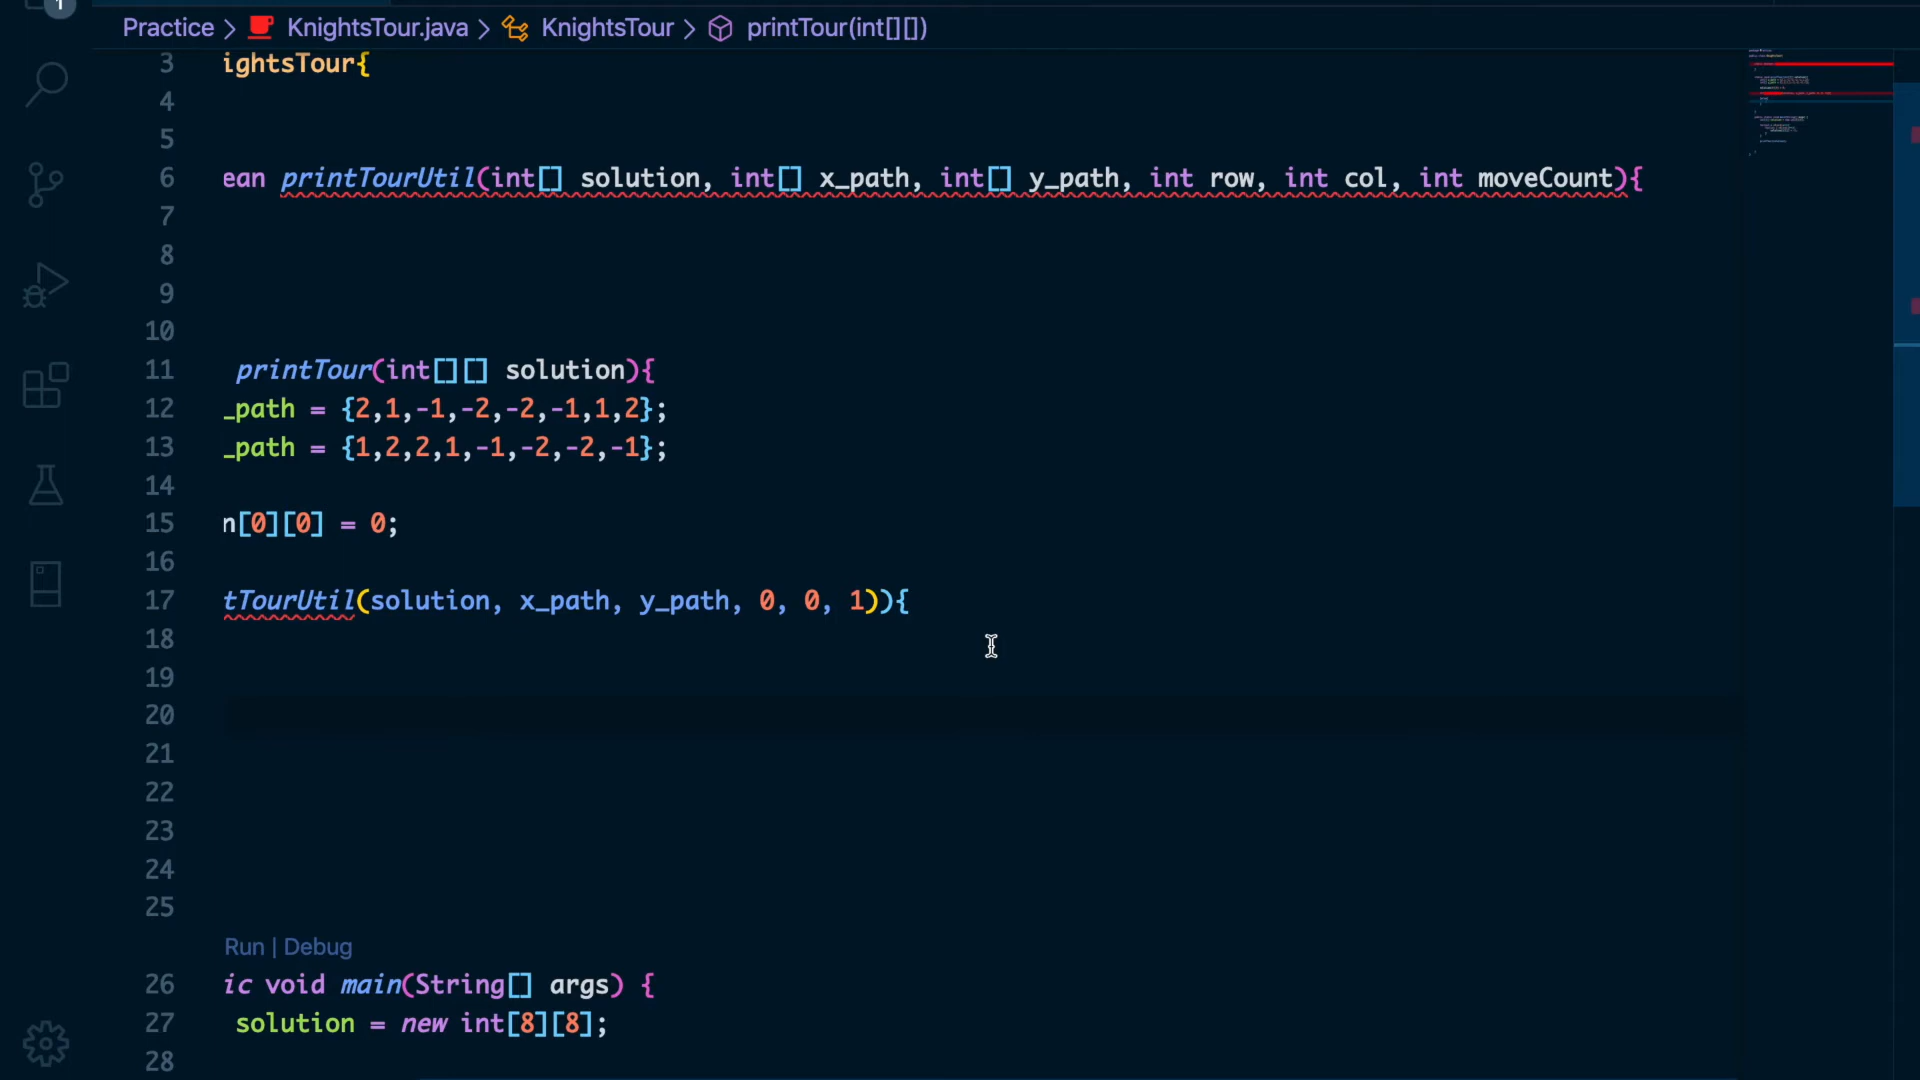 1
Practice > KnightsTour.java > KnightsTour > printTour(int[][])
3 ightsTour{
4
5
6 ean printTourUtil(int[] solution, int[] x_path, int[] y_path, int row, int col, int moveCount){
7
8
9
10
11 printTour(int[][] solution){
12 _path = {2,1,-1,-2,-2,-1,1,2};
13 _path = {1,2,2,1,-1,-2,-2,-1};
14
15 n[0][0] = 0;
16
17 tTourUtil(solution, x_path, y_path, 0, 0, 1)){
18
19
20
21
22
23
24
25
Run | Debug
26 ic void main(String[] args) {
27 solution = new int[8][8];
28